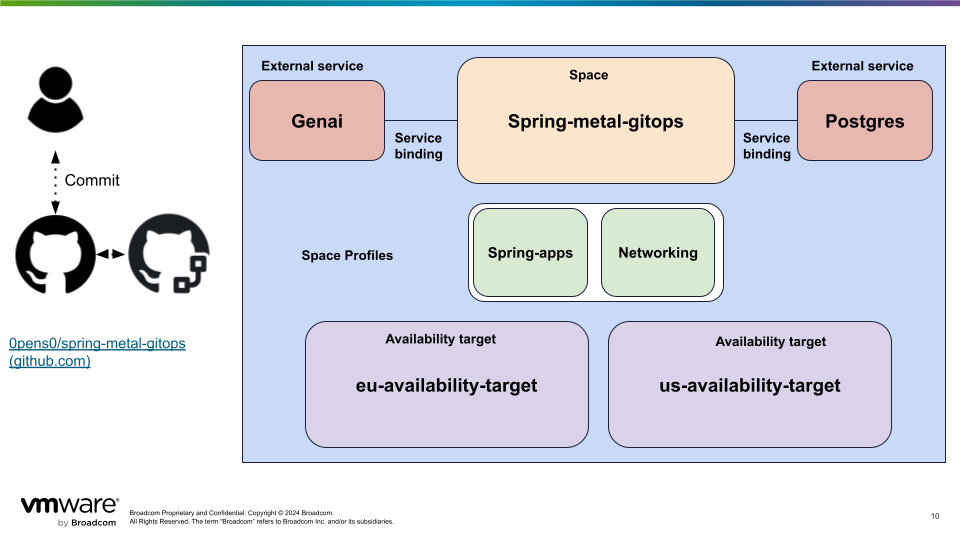 External service
Genai
Service
binding
Space
Spring-metal-gitops
External service
Postgres
Service
binding
Commit
Space Profiles
Spring-apps
Networking
0pens0/spring-metal-gitops
(github.com)
Availability target
eu-availability-target
Availability target
us-availability-target
vmware®
by Broadcom
Broadcom Proprietary and Confidential. Copyright © 2024 Broadcom.
All Rights Reserved. The term “Broadcom” refers to Broadcom Inc. and/or its subsidiaries.
10